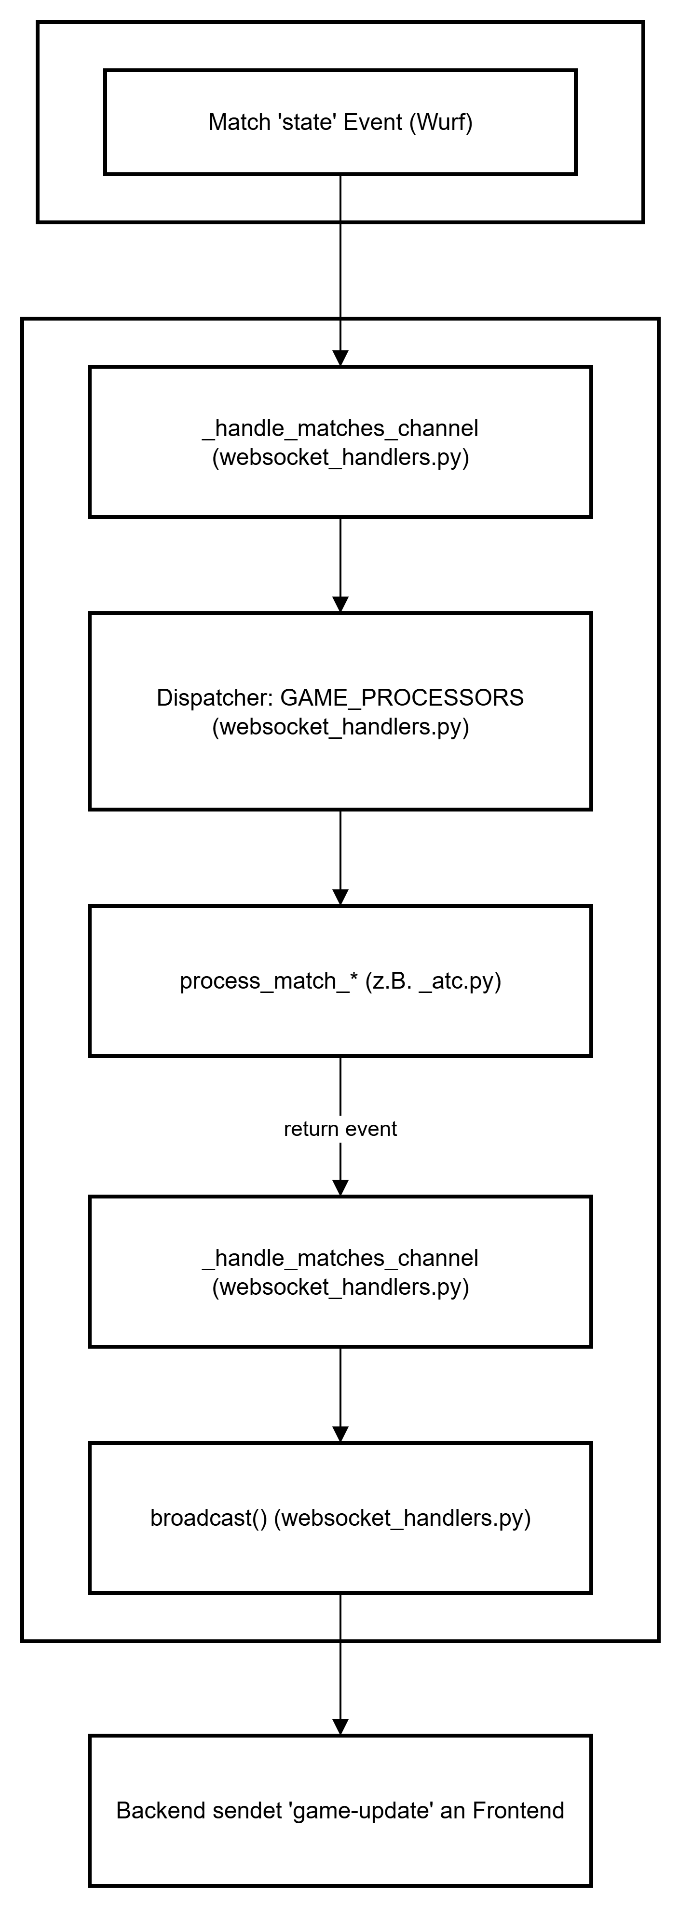 Match 'state' Event (Wurf)
_handle_matches_channel
(websocket_handlers.py)
Dispatcher: GAME_PROCESSORS
(websocket_handlers.py)
process_match_* (z.B. _atc.py)
return event
_handle_matches_channel
(websocket_handlers.py)
broadcast() (websocket_handlers.py)
Backend sendet 'game-update' an Frontend